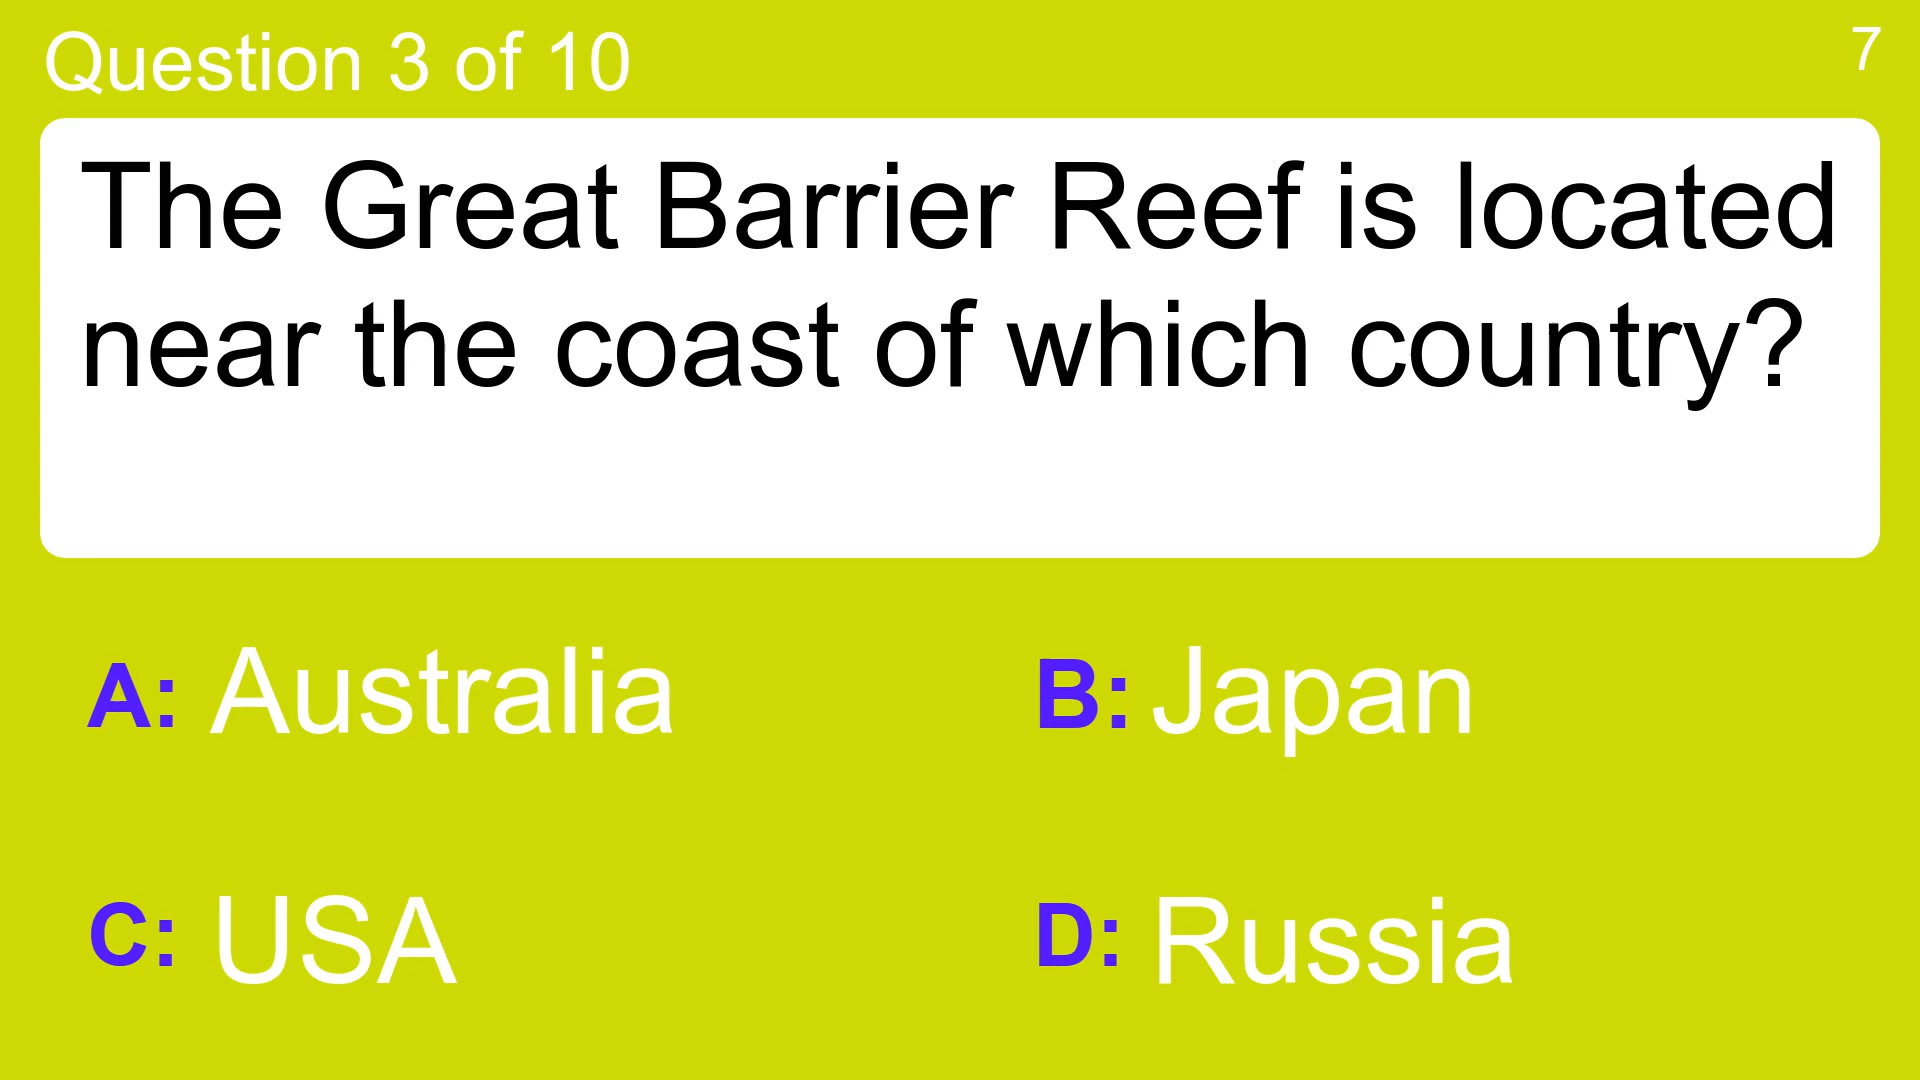 Question 3 of 10
7
The Great Barrier Reef is located
near the coast of which country?
A: Australia
B: Japan
C: USA
D: Russia